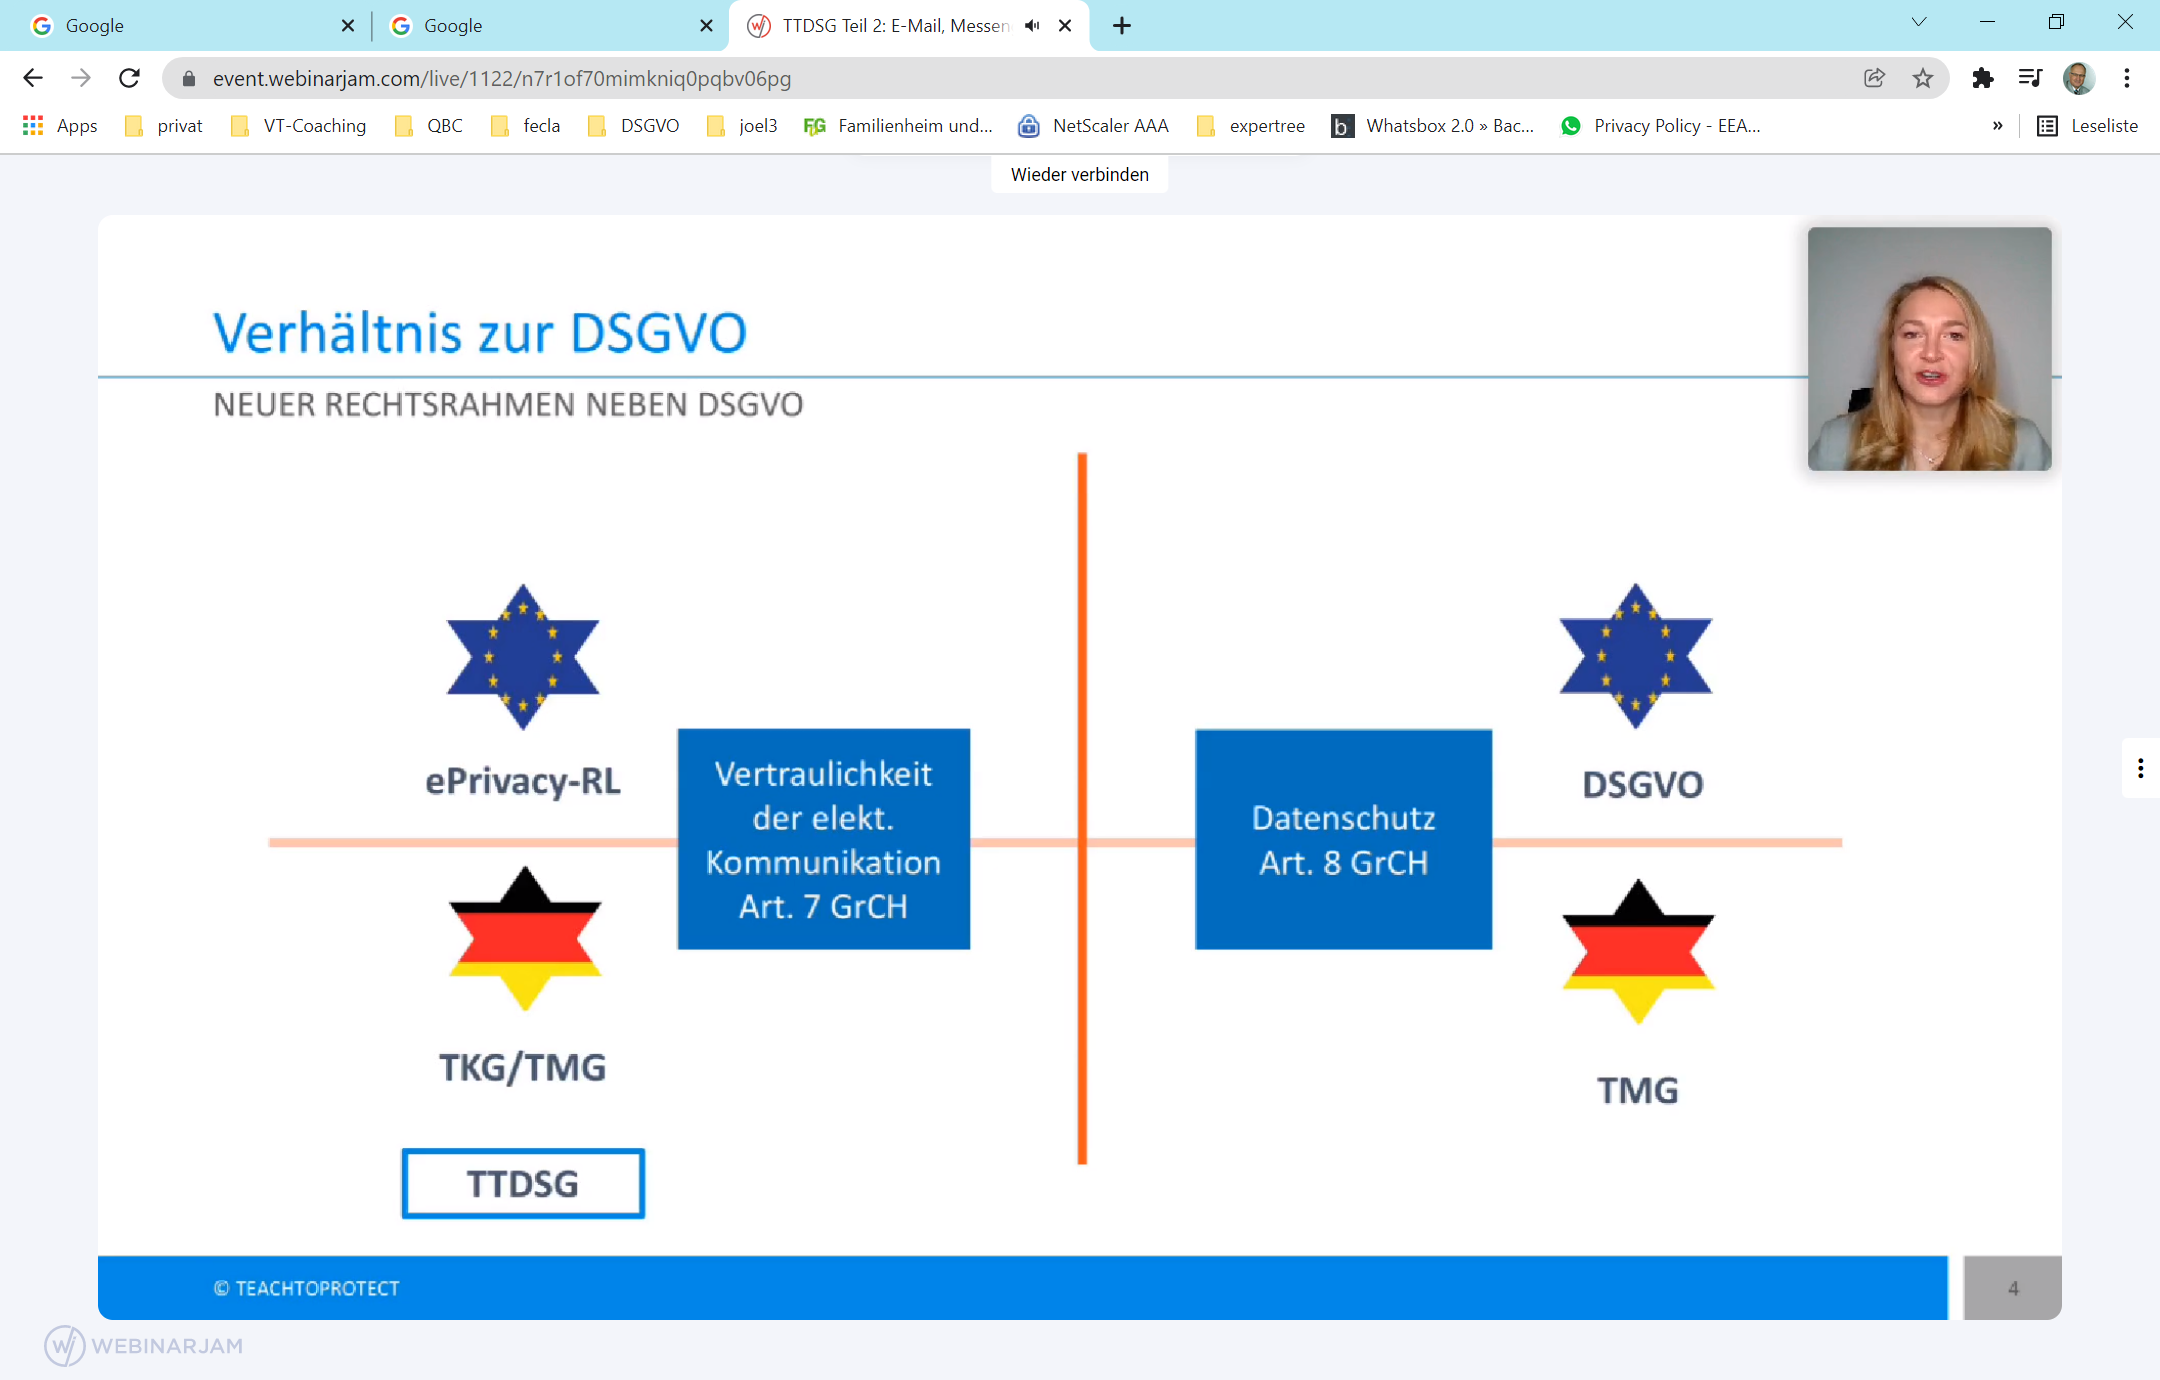 Google
Google
TTDSG Teil 2: E-Mail, Messen
event.webinarjam.com/live/1122/n7r1of70mimkniq0pqbv06pg
Apps privat VT-Coaching QBC fecla DSGVO joel3 Familienheim und... NetScaler AAA expertree Whatsbox 2.0 » Bac... Privacy Policy - EEA... » Leseliste
Wieder verbinden
Verhältnis zur DSGVO
NEUER RECHTSRAHMEN NEBEN DSGVO
ePrivacy-RL
Vertraulichkeit
der elekt.
Kommunikation
Art. 7 GrCH
TKG/TMG
TTDSG
Datenschutz
Art. 8 GrCH
DSGVO
TMG
© TEACHTOPROTECT
4
WEBINARJAM